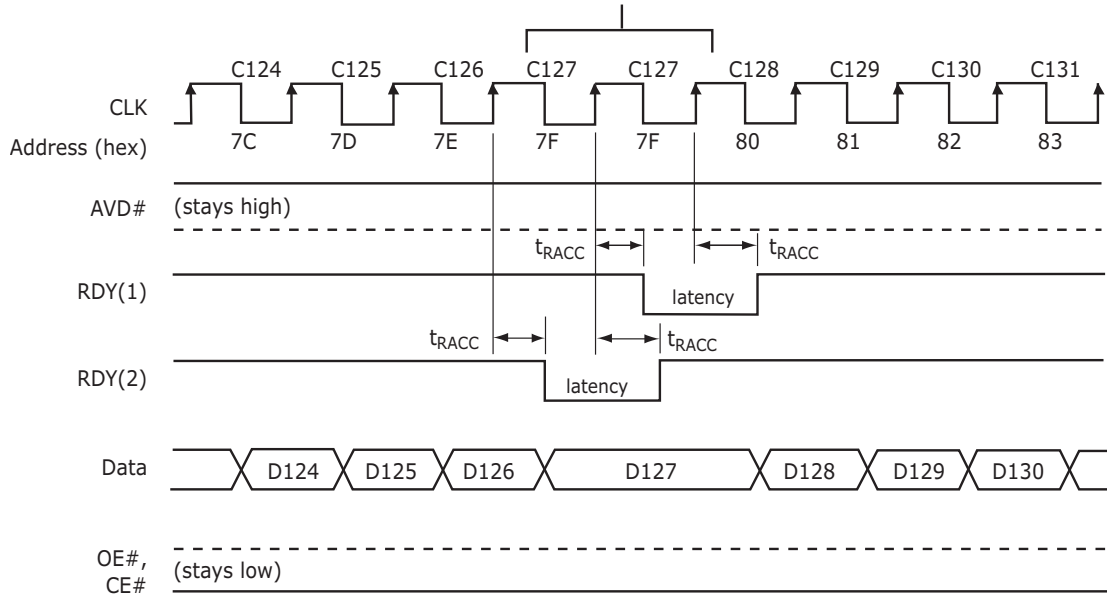 C124 C125 C126 C127 C127 C128 C129 C130 C131
CLK
Address (hex) 7C 7D 7E 7F 7F 80 81 82 83
AVD# (stays high)
tRACC tRACC
RDY(1) latency
tRACC tRACC
RDY(2) latency
Data D124 D125 D126 D127 D128 D129 D130
OE#,
CE# (stays low)